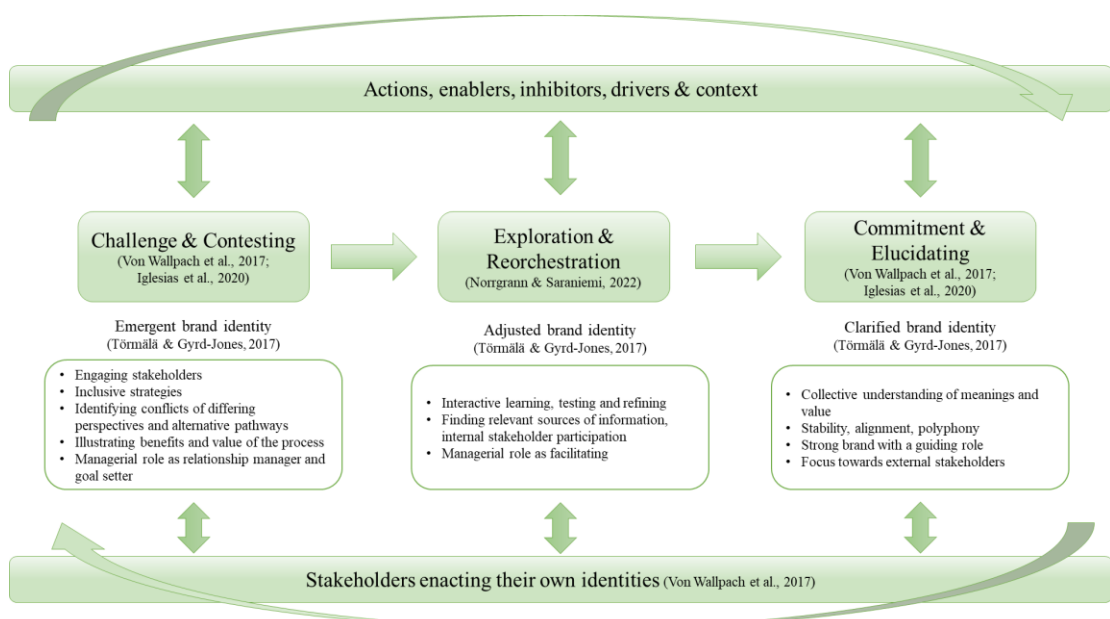 Actions, enablers, inhibitors, drivers & context
Challenge & Contesting
(Von Wallpach et al., 2017;
Iglesias et al., 2020)
Exploration &
Reorchestration
(Norrgrann & Saraniemi, 2022)
Commitment &
Elucidating
(Von Wallpach et al., 2017;
Iglesias et al., 2020)
Emergent brand identity
(Törmälä & Gyrd-Jones, 2017)
Adjusted brand identity
(Törmälä & Gyrd-Jones, 2017)
Clarified brand identity
(Törmälä & Gyrd-Jones, 2017)
• Engaging stakeholders
• Inclusive strategies
• Identifying conflicts of differing
perspectives and alternative pathways
• Illustrating benefits and value of the process
• Managerial role as relationship manager and
goal setter
• Interactive learning, testing and refining
• Finding relevant sources of information,
internal stakeholder participation
• Managerial role as facilitating
• Collective understanding of meanings and
value
• Stability, alignment, polyphony
• Strong brand with a guiding role
• Focus towards external stakeholders
Stakeholders enacting their own identities (Von Wallpach et al., 2017)